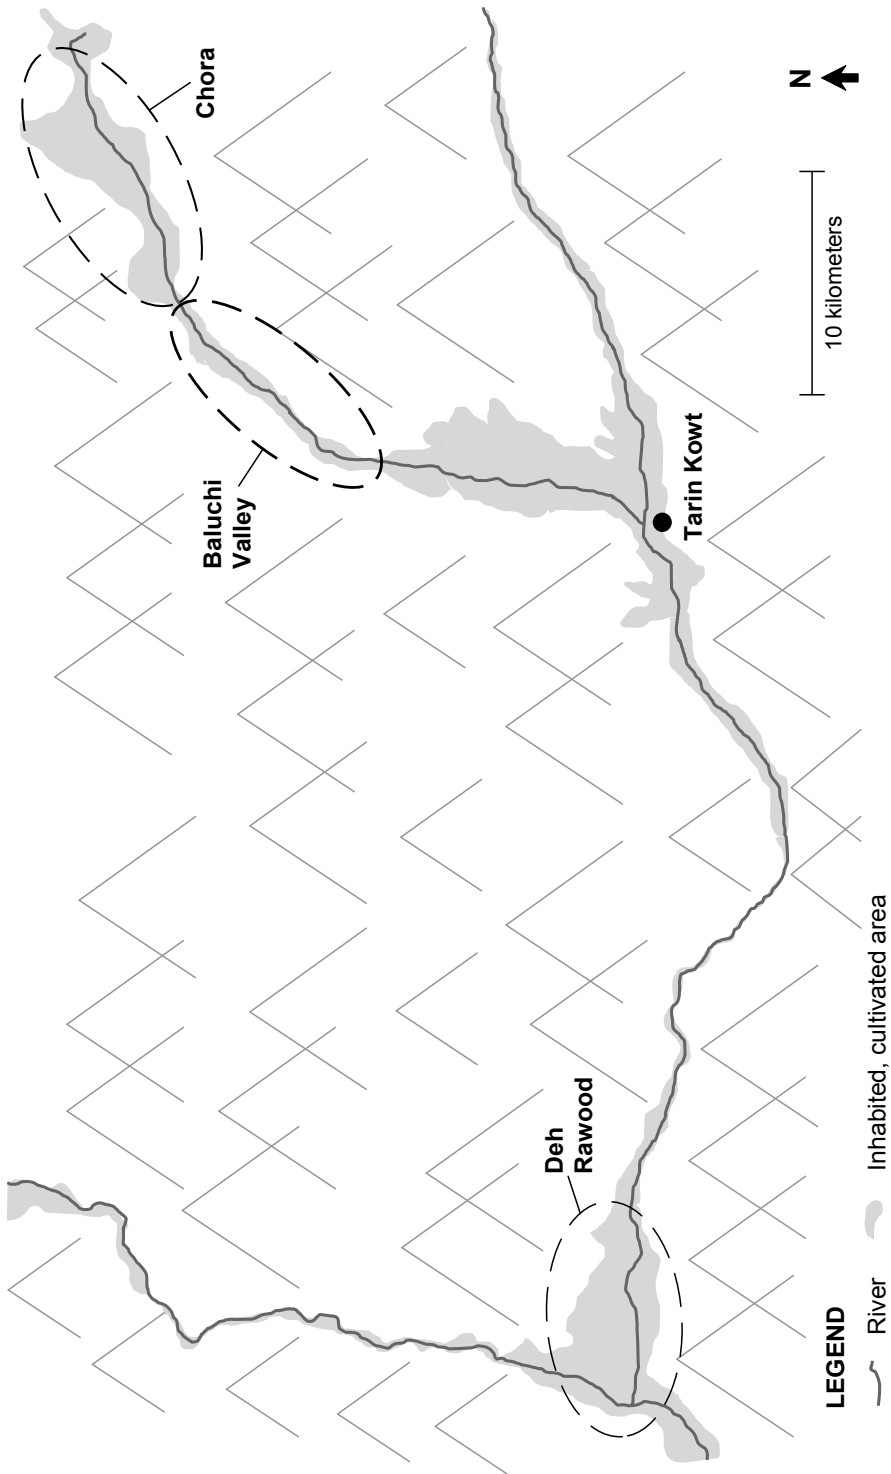 Chora
N
10 kilometers
Baluchi
Valley
Tarin Kowt
Deh
Rawood
LEGEND
River
Inhabited, cultivated area